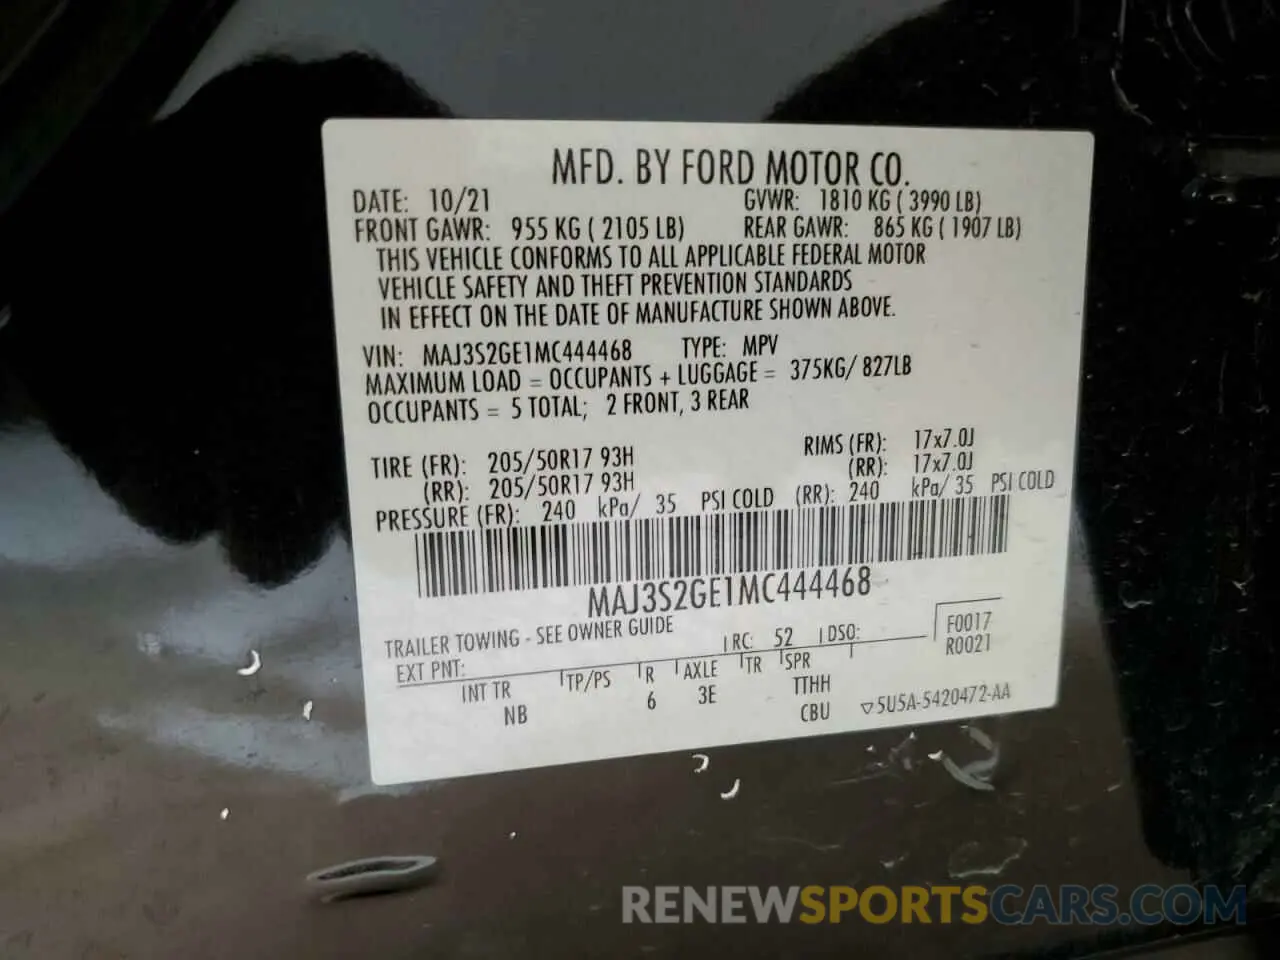 MFD. BY FORD MOTOR CO.
DATE: 10/21 GVWR: 1810 KG ( 3990 LB)
FRONT GAWR: 955 KG ( 2105 LB) REAR GAWR: 865 KG ( 1907 LB)
THIS VEHICLE CONFORMS TO ALL APPLICABLE FEDERAL MOTOR
VEHICLE SAFETY AND THEFT PREVENTION STANDARDS
IN EFFECT ON THE DATE OF MANUFACTURE SHOWN ABOVE.
VIN: MAJ3S2GE1MC444468 TYPE: MPV
MAXIMUM LOAD = OCCUPANTS + LUGGAGE = 375KG/ 827LB
OCCUPANTS = 5 TOTAL; 2 FRONT, 3 REAR
TIRE (FR): 205/50R17 93H RIMS (FR): 17x7.0J
(RR): 205/50R17 93H (RR): 17x7.0J
PRESSURE (FR): 240 kPa/ 35 PSI COLD (RR): 240 kPa/ 35 PSI COLD
MAJ3S2GE1MC444468
TRAILER TOWING - SEE OWNER GUIDE
EXT PNT: RC: 52 DSO: F0017
R0021
INT TR TP/PS R AXLE TR SPR
NB 6 3E TTHH
CBU ▽5U5A-5420472-AA
RENEWSPORTSCARS.COM